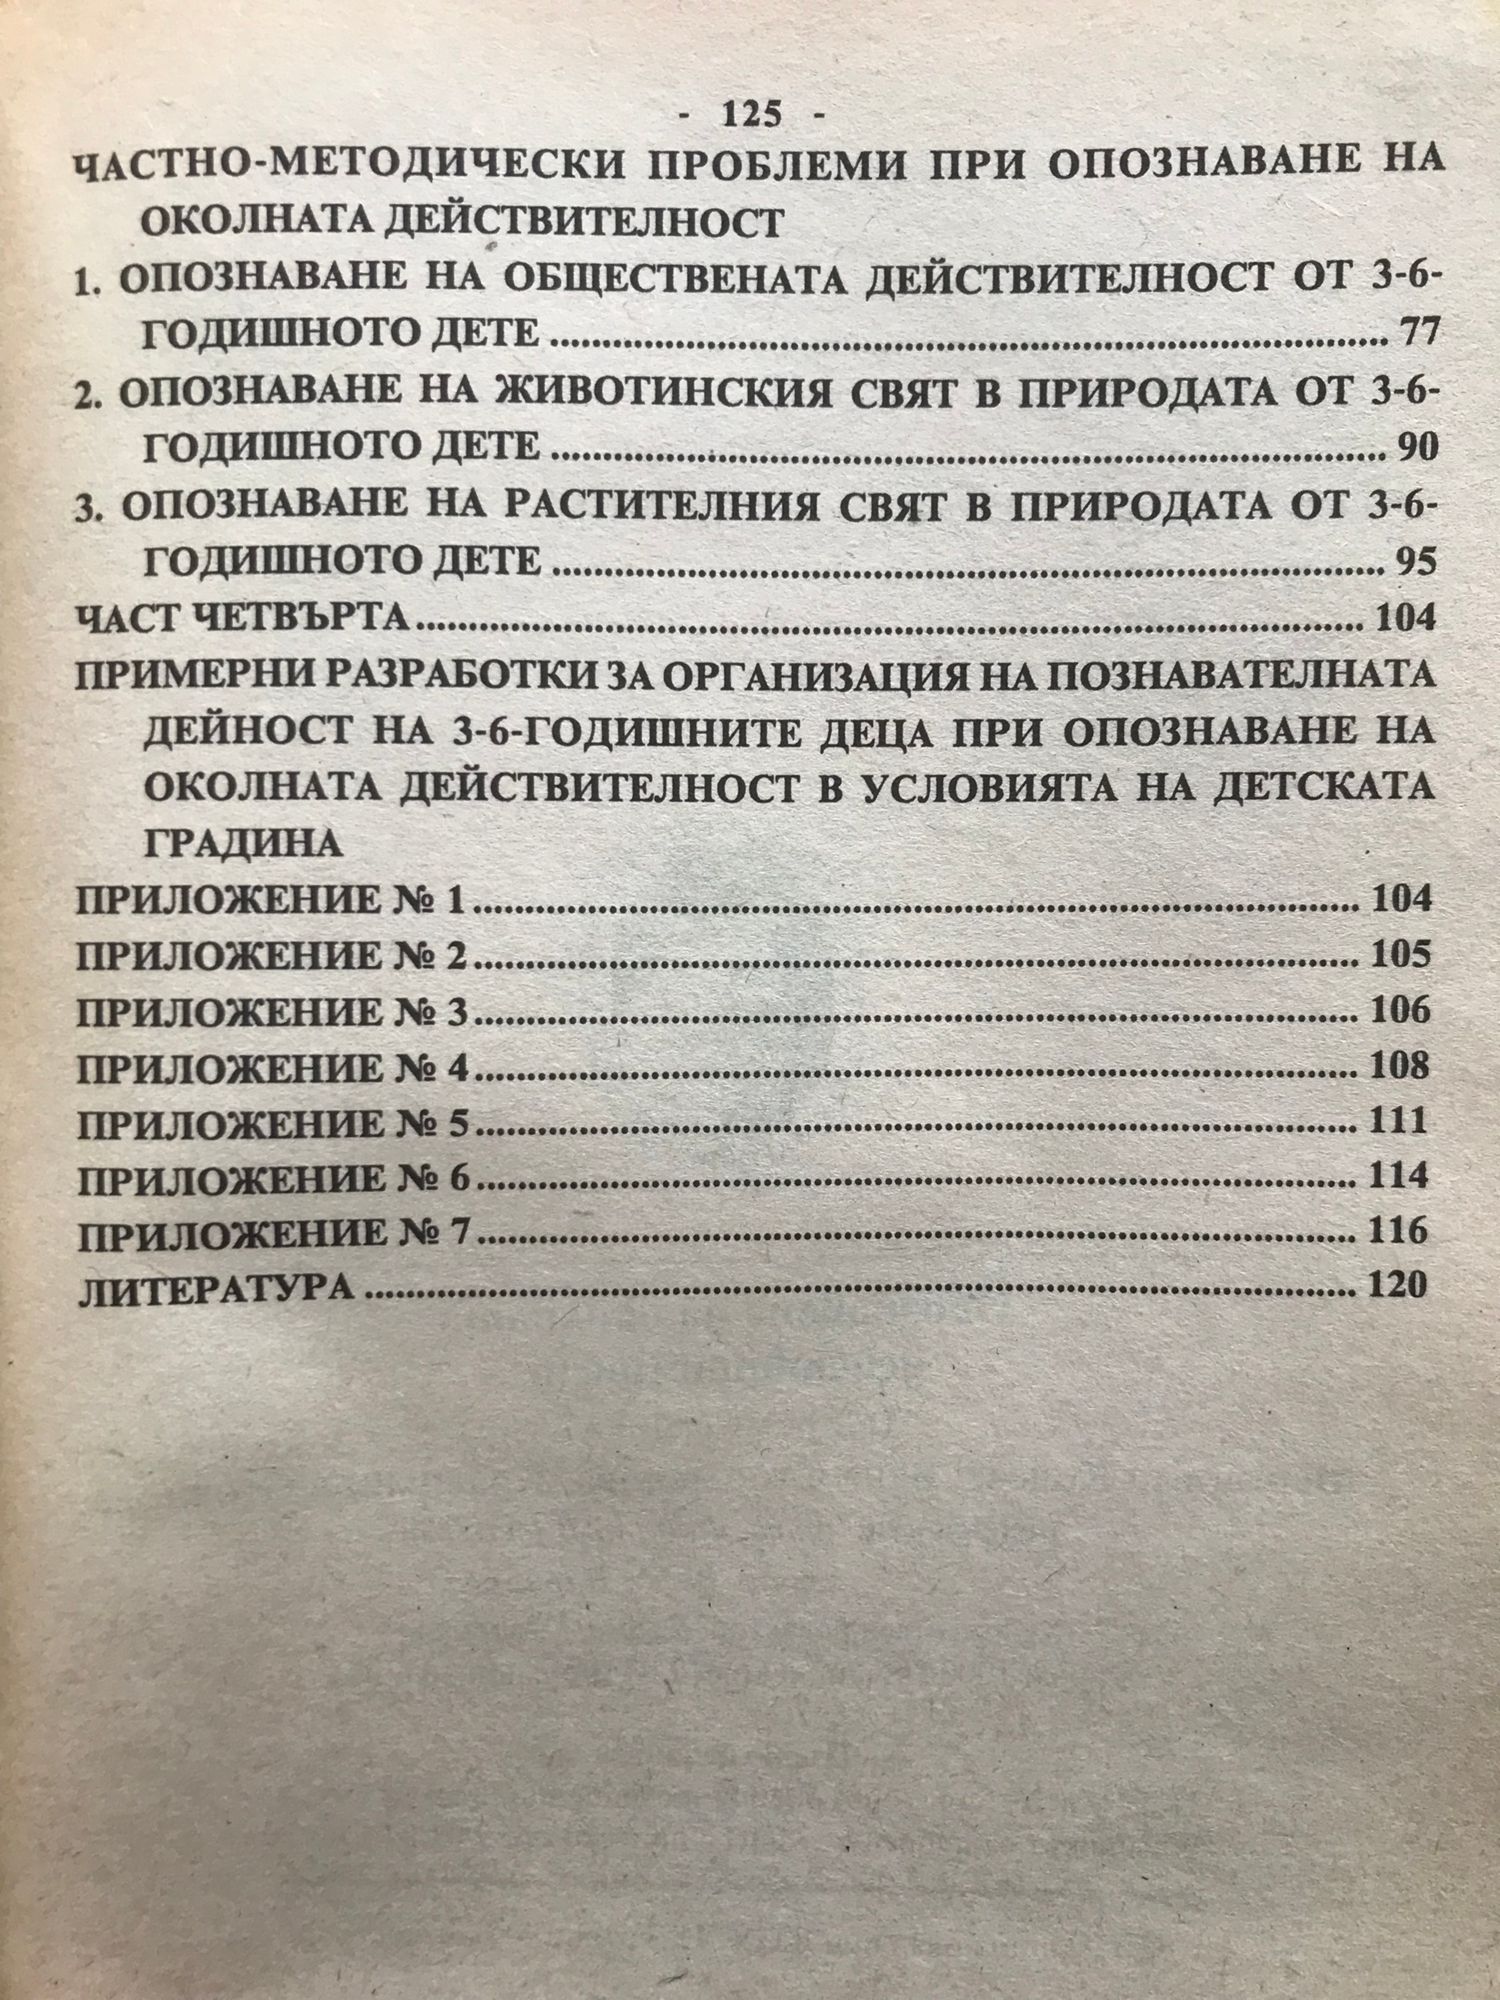 - 125 -
ЧАСТНО-МЕТОДИЧЕСКИ ПРОБЛЕМИ ПРИ ОПОЗНАВАНЕ НА
ОКОЛНАТА ДЕЙСТВИТЕЛНОСТ
1. ОПОЗНАВАНЕ НА ОБЩЕСТВЕНАТА ДЕЙСТВИТЕЛНОСТ ОТ 3-6-
ГОДИШНОТО ДЕТЕ ........ 77
2. ОПОЗНАВАНЕ НА ЖИВОТИНСКИЯ СВЯТ В ПРИРОДАТА ОТ 3-6-
ГОДИШНОТО ДЕТЕ ........ 90
3. ОПОЗНАВАНЕ НА РАСТИТЕЛНИЯ СВЯТ В ПРИРОДАТА ОТ 3-6-
ГОДИШНОТО ДЕТЕ ........ 95
ЧАСТ ЧЕТВЪРТА ........ 104
ПРИМЕРНИ РАЗРАБОТКИ ЗА ОРГАНИЗАЦИЯ НА ПОЗНАВАТЕЛНАТА
ДЕЙНОСТ НА 3-6-ГОДИШНИТЕ ДЕЦА ПРИ ОПОЗНАВАНЕ НА
ОКОЛНАТА ДЕЙСТВИТЕЛНОСТ В УСЛОВИЯТА НА ДЕТСКАТА
ГРАДИНА
ПРИЛОЖЕНИЕ № 1 ........ 104
ПРИЛОЖЕНИЕ № 2 ........ 105
ПРИЛОЖЕНИЕ № 3 ........ 106
ПРИЛОЖЕНИЕ № 4 ........ 108
ПРИЛОЖЕНИЕ № 5 ........ 111
ПРИЛОЖЕНИЕ № 6 ........ 114
ПРИЛОЖЕНИЕ № 7 ........ 116
ЛИТЕРАТУРА ........ 120